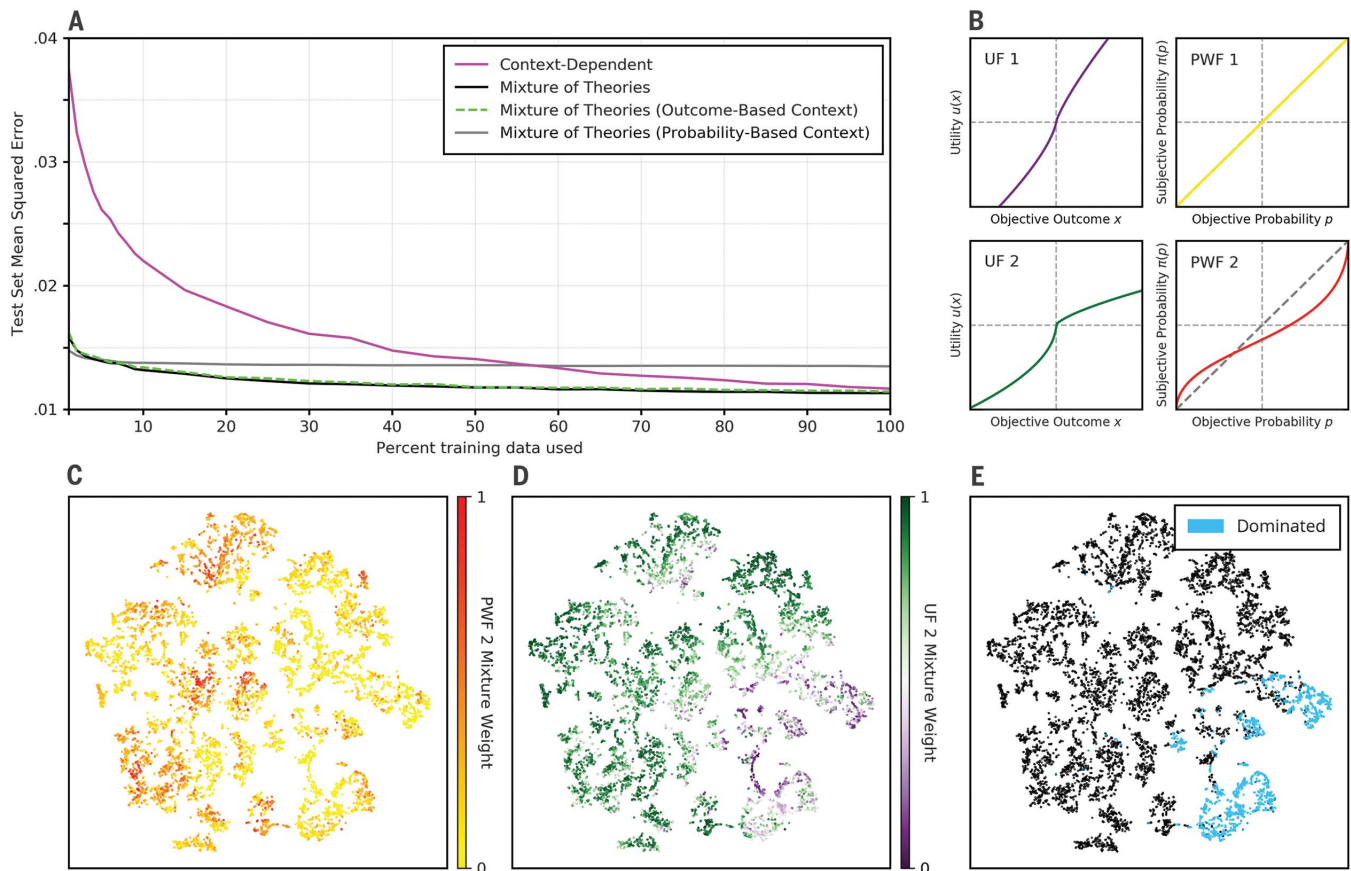 A
.04
.03
.02
.01
Test Set Mean Squared Error
Context-Dependent
Mixture of Theories
Mixture of Theories (Outcome-Based Context)
Mixture of Theories (Probability-Based Context)
10 20 30 40 50 60 70 80 90 100
Percent training data used
B
UF 1
Utility u(x)
Objective Outcome x
PWF 1
Subjective Probability π(p)
Objective Probability p
UF 2
Utility u(x)
Objective Outcome x
PWF 2
Subjective Probability π(p)
Objective Probability p
C
1
PWF 2 Mixture Weight
0
D
1
UF 2 Mixture Weight
0
E
Dominated